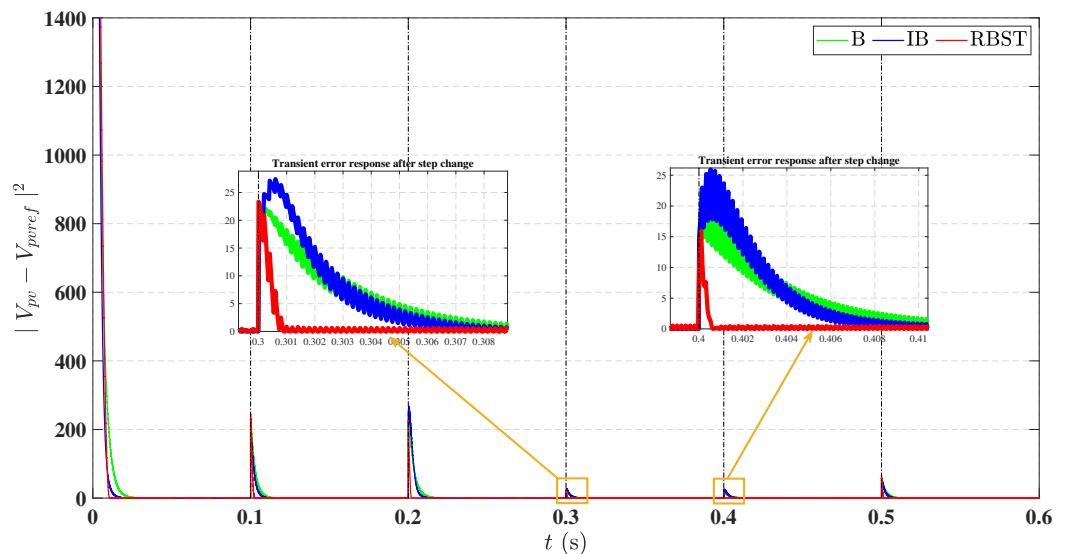 1400
1200
1000
800
600
400
200
0
| V_pv − V_pvref |²
B IB RBST
Transient error response after step change
25
20
15
10
5
0
0.3 0.301 0.302 0.303 0.304 0.305 0.306 0.307 0.308
Transient error response after step change
25
20
15
10
5
0
0.4 0.402 0.404 0.406 0.408 0.41
0 0.1 0.2 0.3 0.4 0.5 0.6
t (s)